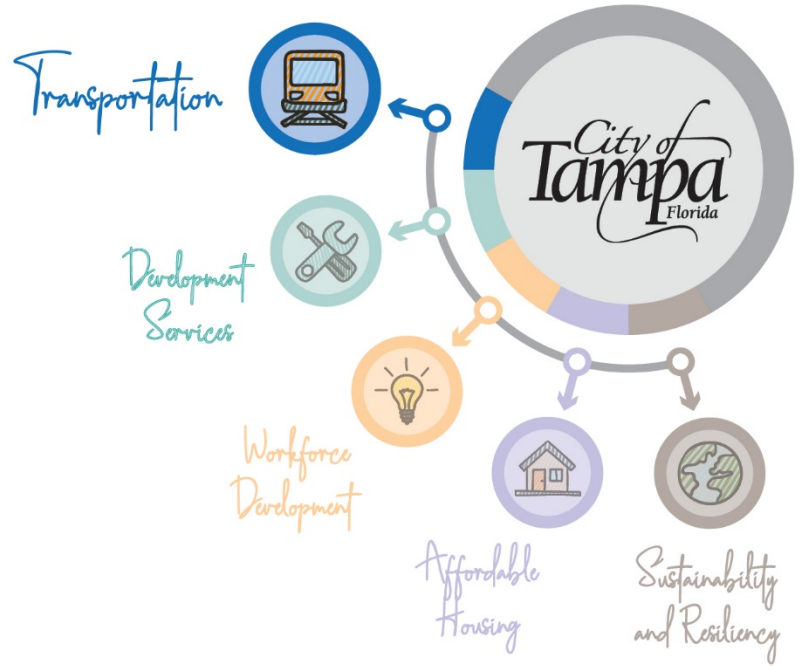 Transportation
City of
Tampa
Florida
Development
Services
Workforce
Development
Affordable
Housing
Sustainability
and Resiliency